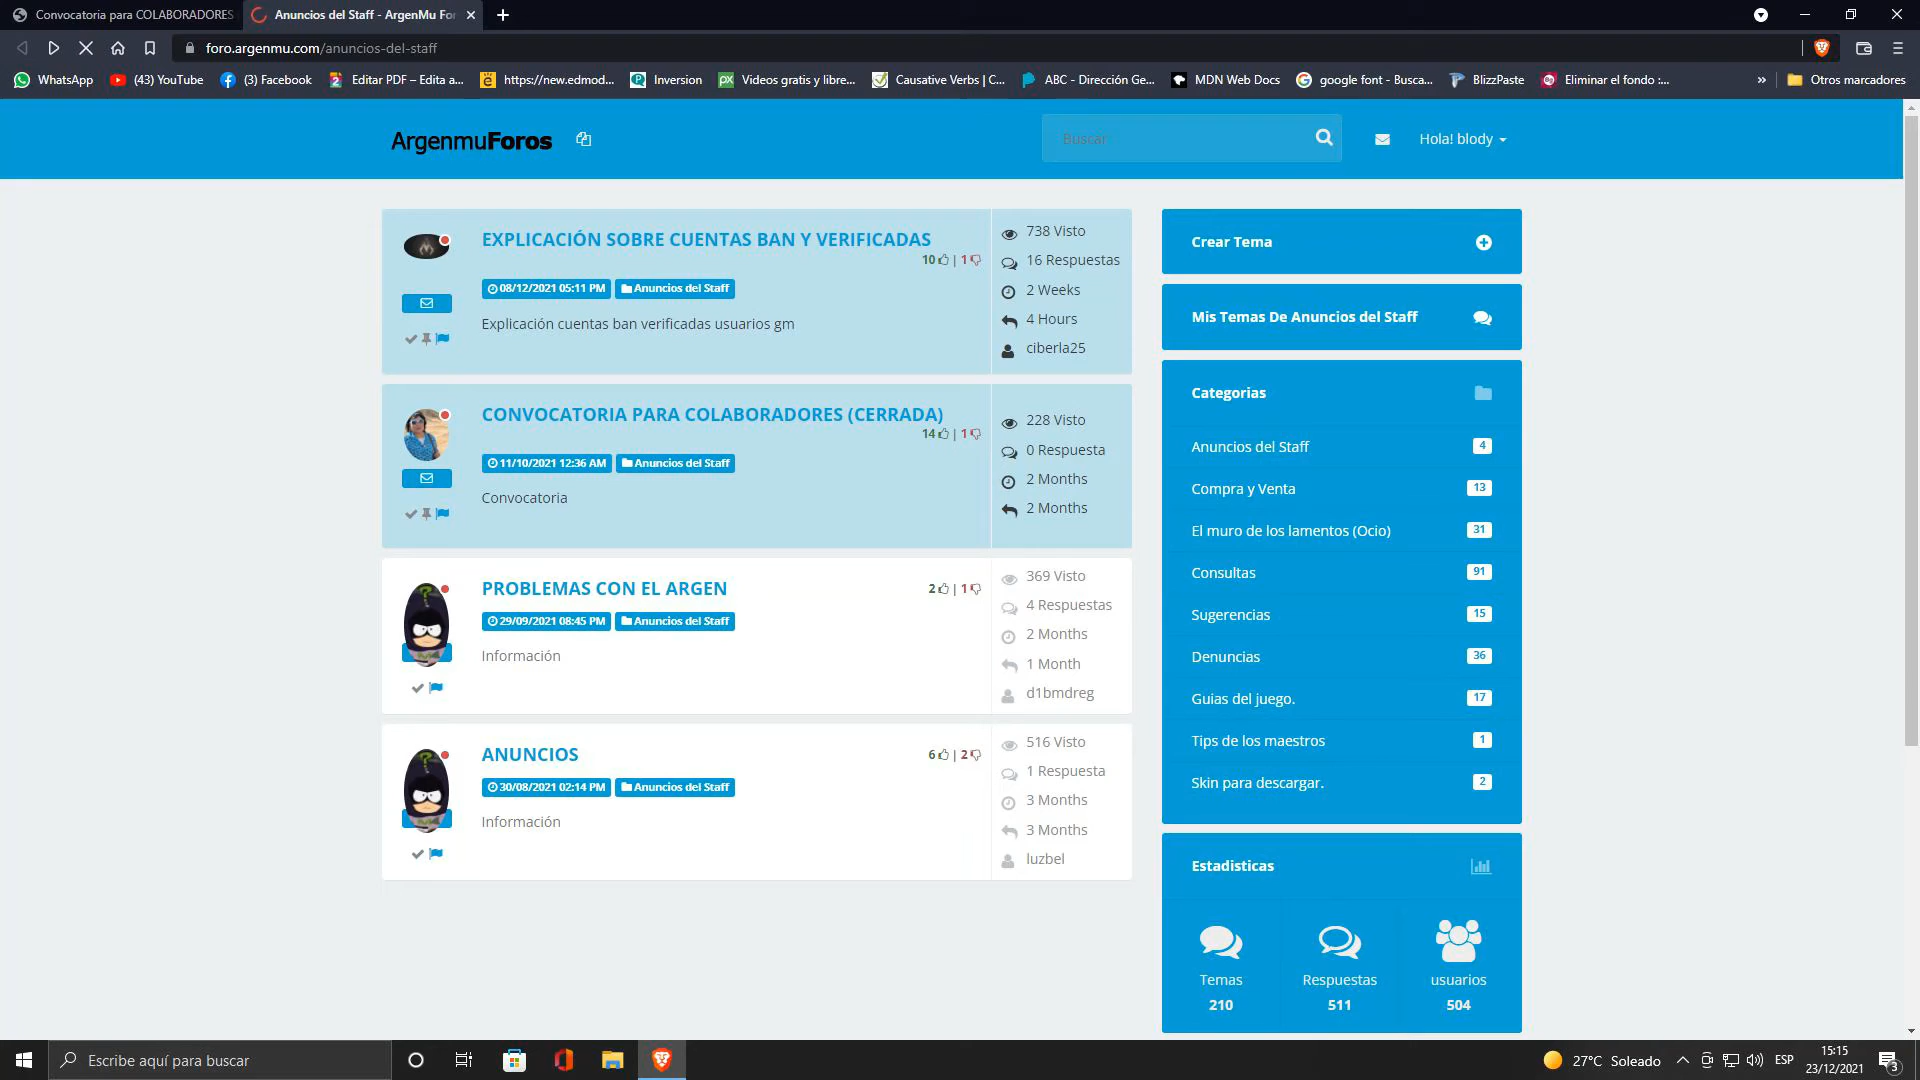 Convocatoria para COLABORADORES
Anuncios del Staff - ArgenMu For
foro.argenmu.com/anuncios-del-staff
WhatsApp
(43) YouTube
(3) Facebook
Editar PDF – Edita a...
https://new.edmod...
Inversion
Videos gratis y libre...
Causative Verbs | C...
ABC - Dirección Ge...
MDN Web Docs
google font - Busca...
BlizzPaste
Eliminar el fondo :...
»
Otros marcadores
ArgenmuForos
Buscar
Hola! blody
EXPLICACIÓN SOBRE CUENTAS BAN Y VERIFICADAS
10 | 1
08/12/2021 05:11 PM Anuncios del Staff
Explicación cuentas ban verificadas usuarios gm
738 Visto
16 Respuestas
2 Weeks
4 Hours
ciberla25
CONVOCATORIA PARA COLABORADORES (CERRADA)
14 | 1
11/10/2021 12:36 AM Anuncios del Staff
Convocatoria
228 Visto
0 Respuesta
2 Months
2 Months
PROBLEMAS CON EL ARGEN
2 | 1
29/09/2021 08:45 PM Anuncios del Staff
Información
369 Visto
4 Respuestas
2 Months
1 Month
d1bmdreg
ANUNCIOS
6 | 2
30/08/2021 02:14 PM Anuncios del Staff
Información
516 Visto
1 Respuesta
3 Months
3 Months
luzbel
Crear Tema
Mis Temas De Anuncios del Staff
Categorias
Anuncios del Staff 4
Compra y Venta 13
El muro de los lamentos (Ocio) 31
Consultas 91
Sugerencias 15
Denuncias 36
Guias del juego. 17
Tips de los maestros 1
Skin para descargar. 2
Estadisticas
Temas
210
Respuestas
511
usuarios
504
Escribe aquí para buscar
27°C Soleado
ESP
15:15
23/12/2021
3